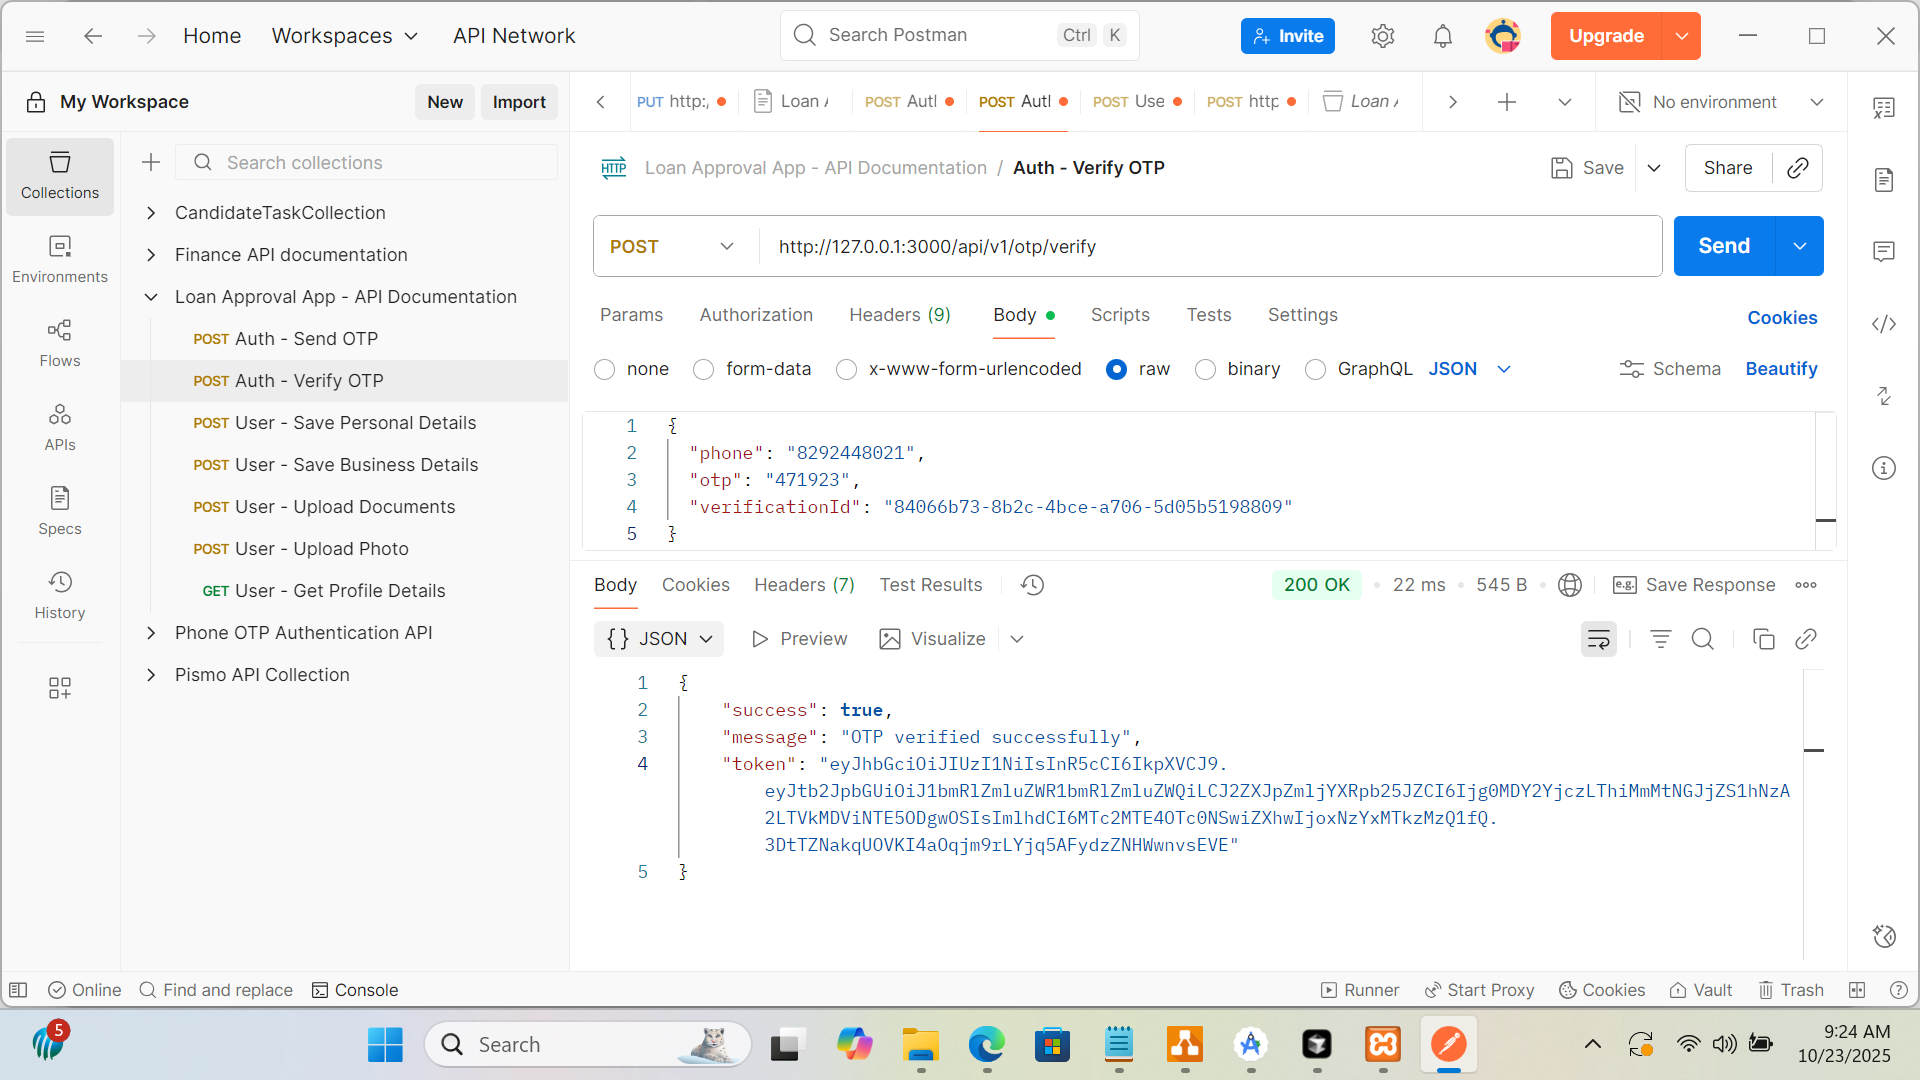 Home
Workspaces
API Network
Search Postman
Ctrl K
Invite
Upgrade
My Workspace
New
Import
PUT http:/
Loan A
POST Autl
POST Autl
POST Use
POST http
Loan A
No environment
Collections
Environments
Flows
APIs
Specs
History
Search collections
CandidateTaskCollection
Finance API documentation
Loan Approval App - API Documentation
POST Auth - Send OTP
POST Auth - Verify OTP
POST User - Save Personal Details
POST User - Save Business Details
POST User - Upload Documents
POST User - Upload Photo
GET User - Get Profile Details
Phone OTP Authentication API
Pismo API Collection
HTTP Loan Approval App - API Documentation / Auth - Verify OTP
Save
Share
POST http://127.0.0.1:3000/api/v1/otp/verify
Send
Params Authorization Headers (9) Body Scripts Tests Settings
Cookies
none form-data x-www-form-urlencoded raw binary GraphQL JSON
Schema Beautify
1 {
2 "phone": "8292448021",
3 "otp": "471923",
4 "verificationId": "84066b73-8b2c-4bce-a706-5d05b5198809"
5 }
Body Cookies Headers (7) Test Results
200 OK • 22 ms • 545 B
e.g. Save Response
{} JSON Preview Visualize
1 {
2 "success": true,
3 "message": "OTP verified successfully",
4 "token": "eyJhbGciOiJIUzI1NiIsInR5cCI6IkpXVCJ9.
eyJtb2JpbGUiOiJ1bmRlZmluZWR1bmRlZmluZWQiLCJ2ZXJpZmljYXRpb25JZCI6Ijg0MDY2YjczLThiMmMtNGJjZS1hNzA
2LTVkMDViNTE5ODgwOSIsImlhdCI6MTc2MTE4OTc0NSwiZXhwIjoxNzYxMTkzMzQ1fQ.
3DtTZNakqUOVKI4aOqjm9rLYjq5AFydzZNHWwnvsEVE"
5 }
Online
Find and replace
Console
Runner
Start Proxy
Cookies
Vault
Trash
5
Search
9:24 AM
10/23/2025